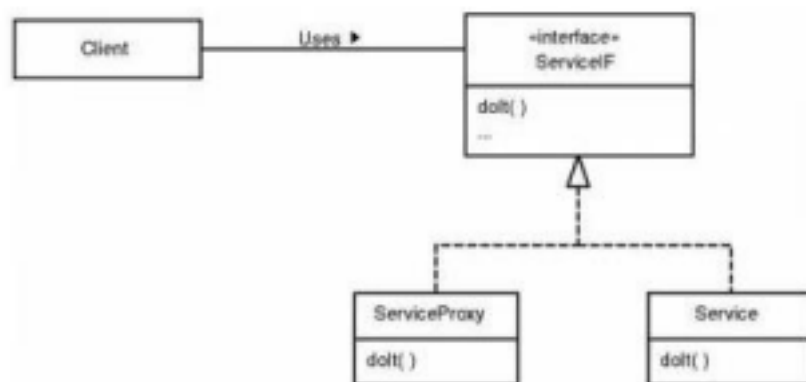 Client
Uses ►
«interface»
ServiceIF
doIt( )
...
ServiceProxy
doIt( )
Service
doIt( )